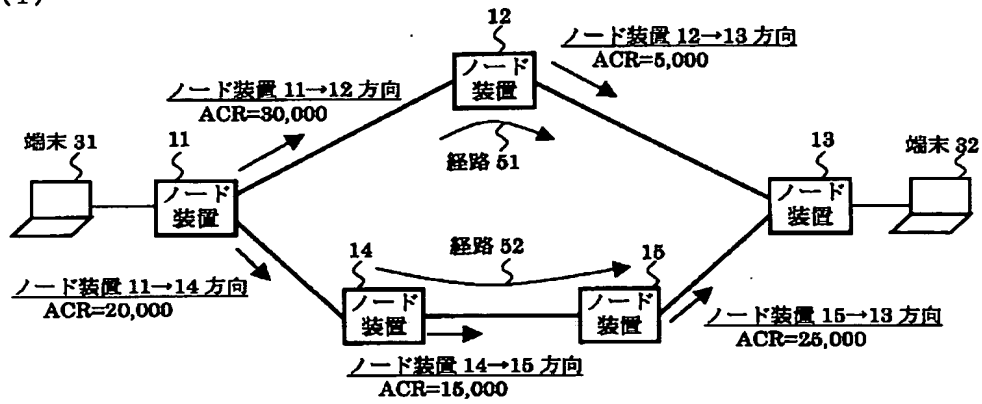 (1)
12
ノード装置 12→13 方向
ACR=5,000
ノード
装置
ノード装置 11→12 方向
ACR=30,000
経路 51
端末 31
11
13
端末 32
ノード
装置
ノード
装置
14
経路 52
15
ノード装置 11→14 方向
ACR=20,000
ノード
装置
ノード
装置
ノード装置 15→13 方向
ACR=25,000
ノード装置 14→15 方向
ACR=15,000